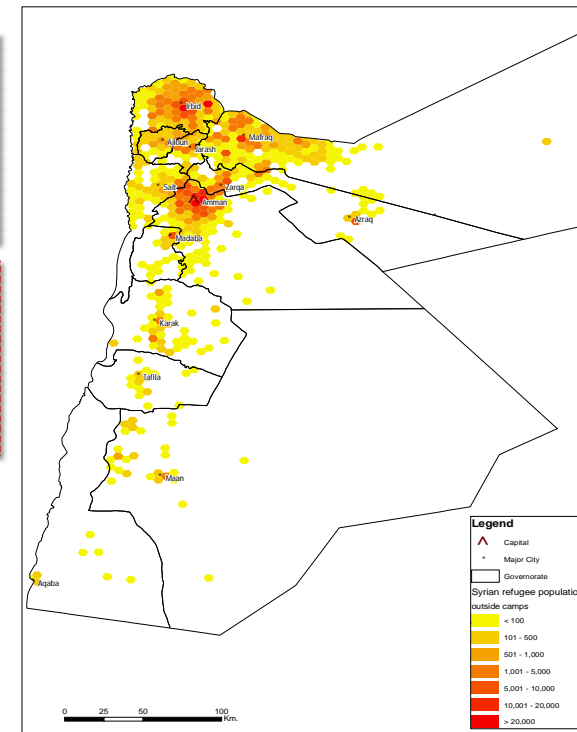 Irbid
Ajloun
Jarash
Mafraq
Salt
Zarqa
Amman
Azraq
Madaba
Karak
Tafila
Maan
Aqaba
Legend
Capital
Major City
Governorate
Syrian refugee populatio
outside camps
< 100
101 - 500
501 - 1,000
1,001 - 5,000
5,001 - 10,000
10,001 - 20,000
> 20,000
0 25 50 100
Km.